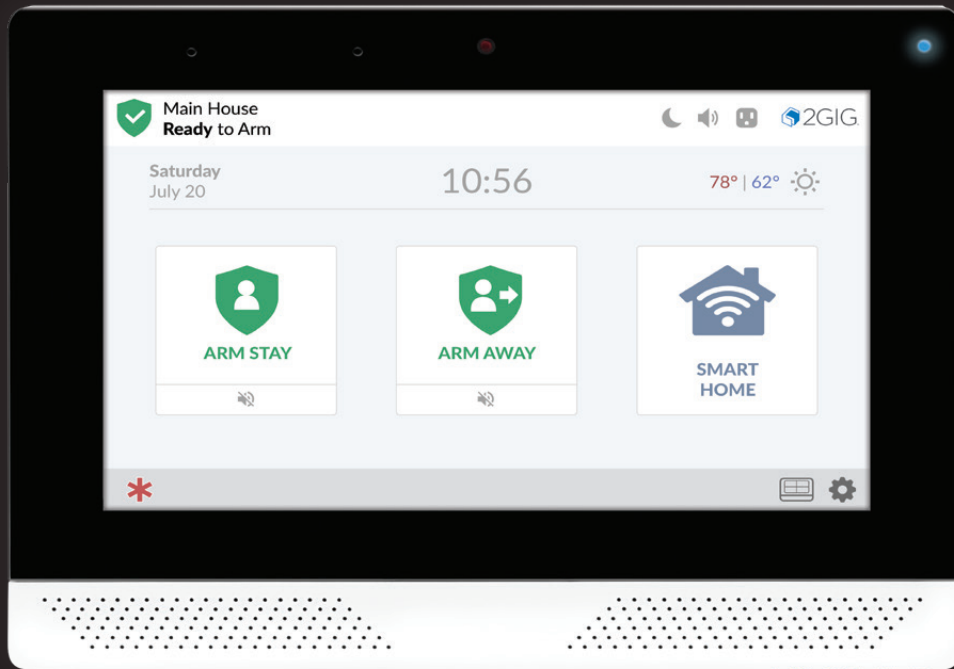 Main House
Ready to Arm
2GIG
Saturday
July 20
10:56
78° | 62°
ARM STAY
ARM AWAY
SMART
HOME